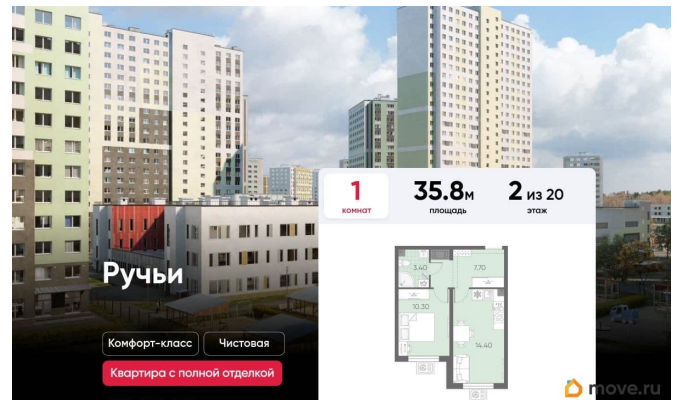 1
комнат
35.8м
площадь
2 из 20
этаж
Ручьи
3.40
7.70
10.30
14.40
Комфорт-класс
Чистовая
Квартира с полной отделкой
move.ru